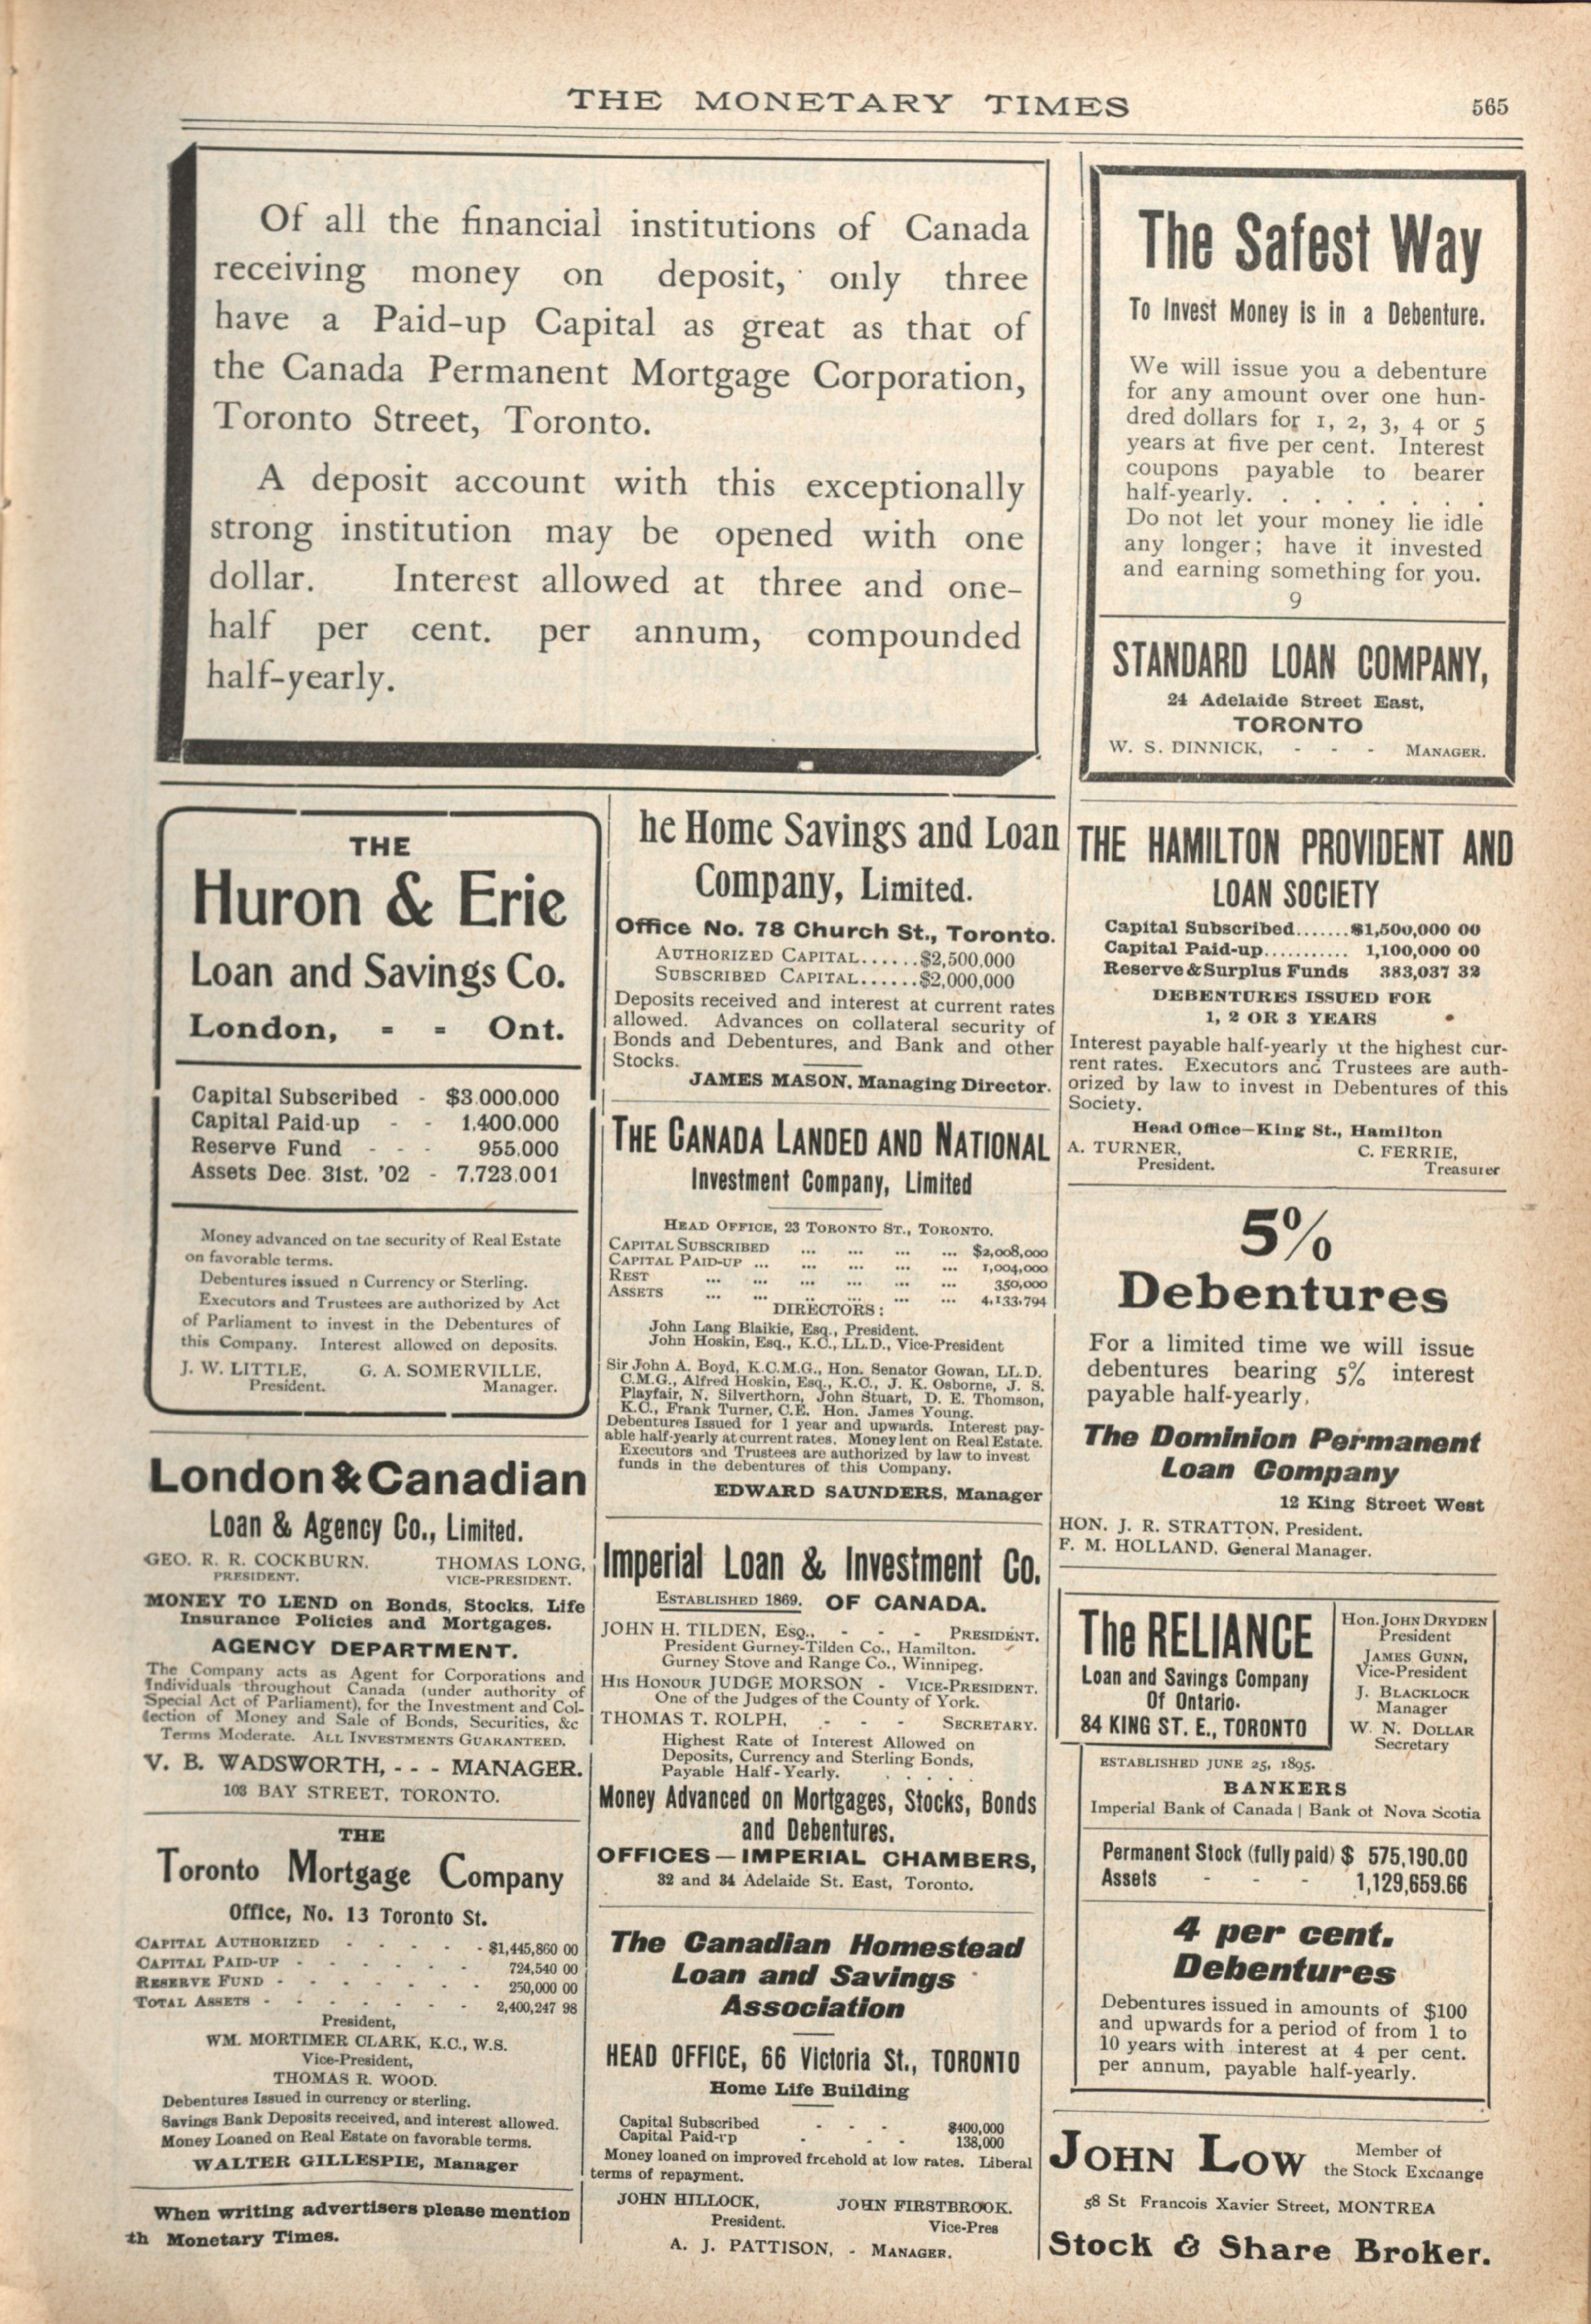 THE MONETARY TIMES
565
Of all the financial institutions of Canada
receiving money on deposit, only three
have a Paid-up Capital as great as that of
the Canada Permanent Mortgage Corporation,
Toronto Street, Toronto.
A deposit account with this exceptionally
strong institution may be opened with one
dollar. Interest allowed at three and one-
half per cent. per annum, compounded
half-yearly.
The Safest Way
To Invest Money is in a Debenture.
We will issue you a debenture
for any amount over one hun-
dred dollars for 1, 2, 3, 4 or 5
years at five per cent. Interest
coupons payable to bearer
half-yearly. . . . . . . .
Do not let your money lie idle
any longer; have it invested
and earning something for you.
9
STANDARD LOAN COMPANY,
24 Adelaide Street East,
TORONTO
W. S. DINNICK, - - - MANAGER.
THE
Huron & Erie
Loan and Savings Co.
London, - - Ont.
Capital Subscribed - $3.000.000
Capital Paid-up - - 1.400.000
Reserve Fund - - - 955.000
Assets Dec. 31st. '02 - 7.723.001
Money advanced on the security of Real Estate
on favorable terms.
Debentures issued n Currency or Sterling.
Executors and Trustees are authorized by Act
of Parliament to invest in the Debentures of
this Company. Interest allowed on deposits.
J. W. LITTLE, G. A. SOMERVILLE,
President. Manager.
London & Canadian
Loan & Agency Co., Limited.
GEO. R. R. COCKBURN, THOMAS LONG,
PRESIDENT. VICE-PRESIDENT.
MONEY TO LEND on Bonds, Stocks, Life
Insurance Policies and Mortgages.
AGENCY DEPARTMENT.
The Company acts as Agent for Corporations and
Individuals throughout Canada (under authority of
Special Act of Parliament), for the Investment and Col-
lection of Money and Sale of Bonds, Securities, &c
Terms Moderate. ALL INVESTMENTS GUARANTEED.
V. B. WADSWORTH, - - - MANAGER.
103 BAY STREET, TORONTO.
THE
Toronto Mortgage Company
Office, No. 13 Toronto St.
CAPITAL AUTHORIZED - - - - - $1,445,860 00
CAPITAL PAID-UP - - - - - - 724,540 00
RESERVE FUND - - - - - - - 250,000 00
TOTAL ASSETS - - - - - - - 2,400,247 98
President,
WM. MORTIMER CLARK, K.C., W.S.
Vice-President,
THOMAS R. WOOD.
Debentures Issued in currency or sterling.
Savings Bank Deposits received, and interest allowed.
Money Loaned on Real Estate on favorable terms.
WALTER GILLESPIE, Manager
When writing advertisers please mention
th Monetary Times.
he Home Savings and Loan
Company, Limited.
Office No. 78 Church St., Toronto.
AUTHORIZED CAPITAL......$2,500,000
SUBSCRIBED CAPITAL......$2,000,000
Deposits received and interest at current rates
allowed. Advances on collateral security of
Bonds and Debentures, and Bank and other
Stocks.
JAMES MASON, Managing Director.
THE CANADA LANDED AND NATIONAL
Investment Company, Limited
HEAD OFFICE, 23 TORONTO ST., TORONTO.
CAPITAL SUBSCRIBED ... ... ... ... $2,008,000
CAPITAL PAID-UP ... ... ... ... ... 1,004,000
REST ... ... ... ... ... ... 350,000
ASSETS ... ... ... ... ... ... 4,133,794
DIRECTORS:
John Lang Blaikie, Esq., President.
John Hoskin, Esq., K.C., LL.D., Vice-President
Sir John A. Boyd, K.C.M.G., Hon. Senator Gowan, LL.D.
C.M.G., Alfred Hoskin, Esq., K.C., J. K. Osborne, J. S.
Playfair, N. Silverthorn, John Stuart, D. E. Thomson,
K.C., Frank Turner, C.E. Hon. James Young.
Debentures Issued for 1 year and upwards. Interest pay-
able half-yearly at current rates. Money lent on Real Estate.
Executors and Trustees are authorized by law to invest
funds in the debentures of this Company.
EDWARD SAUNDERS, Manager
Imperial Loan & Investment Co.
ESTABLISHED 1869. OF CANADA.
JOHN H. TILDEN, ESQ., - - - PRESIDENT.
President Gurney-Tilden Co., Hamilton.
Gurney Stove and Range Co., Winnipeg.
HIS HONOUR JUDGE MORSON - VICE-PRESIDENT.
One of the Judges of the County of York.
THOMAS T. ROLPH, - - - SECRETARY.
Highest Rate of Interest Allowed on
Deposits, Currency and Sterling Bonds,
Payable Half-Yearly. . . . . .
Money Advanced on Mortgages, Stocks, Bonds
and Debentures.
OFFICES—IMPERIAL CHAMBERS,
32 and 34 Adelaide St. East, Toronto.
The Canadian Homestead
Loan and Savings
Association
HEAD OFFICE, 66 Victoria St., TORONTO
Home Life Building
Capital Subscribed - - - $400,000
Capital Paid-rp - - - 138,000
Money loaned on improved freehold at low rates. Liberal
terms of repayment.
JOHN HILLOCK, JOHN FIRSTBROOK.
President. Vice-Pres
A. J. PATTISON, - MANAGER.
THE HAMILTON PROVIDENT AND
LOAN SOCIETY
Capital Subscribed.......$1,500,000 00
Capital Paid-up........... 1,100,000 00
Reserve & Surplus Funds 383,037 32
DEBENTURES ISSUED FOR
1, 2 OR 3 YEARS
Interest payable half-yearly at the highest cur-
rent rates. Executors and Trustees are auth-
orized by law to invest in Debentures of this
Society.
Head Office—King St., Hamilton
A. TURNER, C. FERRIE,
President. Treasurer
5%
Debentures
For a limited time we will issue
debentures bearing 5% interest
payable half-yearly.
The Dominion Permanent
Loan Company
12 King Street West
HON. J. R. STRATTON, President.
F. M. HOLLAND, General Manager.
The RELIANCE
Loan and Savings Company
Of Ontario.
84 KING ST. E., TORONTO
Hon. JOHN DRYDEN
President
JAMES GUNN,
Vice-President
J. BLACKLOCK
Manager
W. N. DOLLAR
Secretary
ESTABLISHED JUNE 25, 1895.
BANKERS
Imperial Bank of Canada | Bank of Nova Scotia
Permanent Stock (fully paid) $ 575,190.00
Assets - - - 1,129,659.66
4 per cent.
Debentures
Debentures issued in amounts of $100
and upwards for a period of from 1 to
10 years with interest at 4 per cent.
per annum, payable half-yearly.
JOHN LOW
Member of
the Stock Exchange
58 St Francois Xavier Street, MONTREA
Stock & Share Broker.